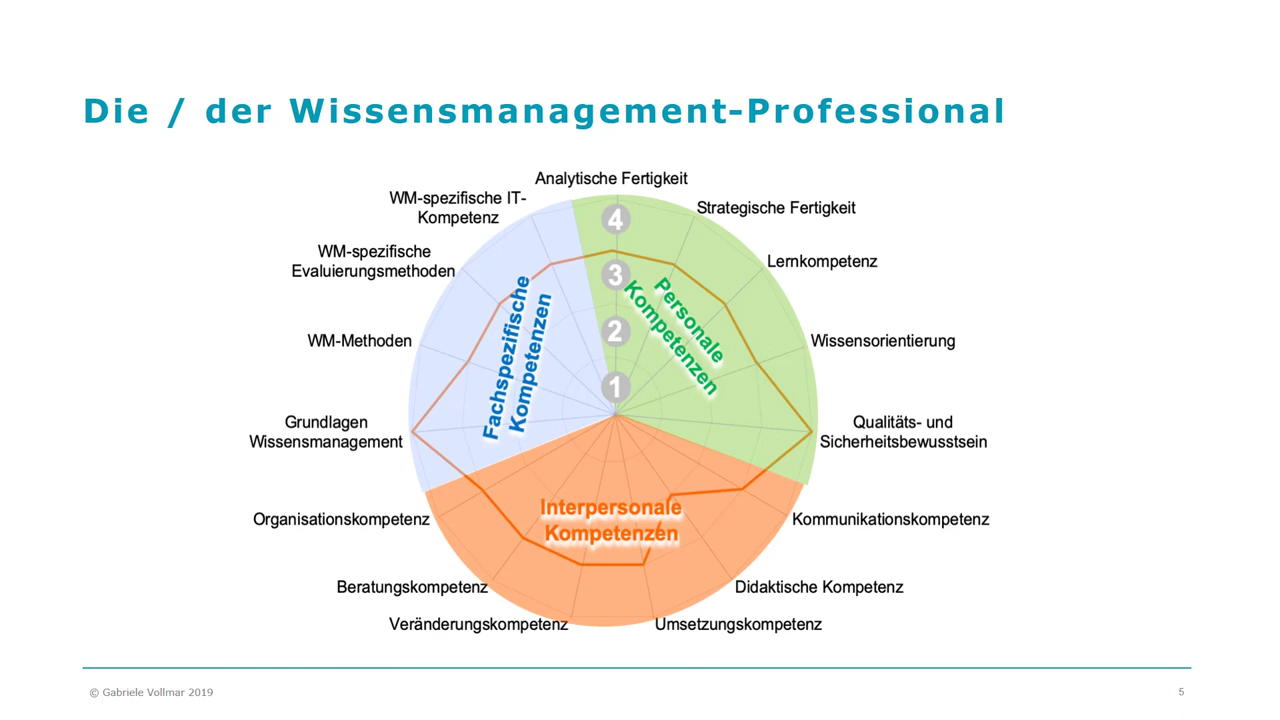 Die / der Wissensmanagement-Professional
Analytische Fertigkeit
WM-spezifische IT-
Kompetenz
Strategische Fertigkeit
4
WM-spezifische
Evaluierungsmethoden
Lernkompetenz
3
Fachspezifische
Kompetenzen
Personale
Kompetenzen
2
WM-Methoden
Wissensorientierung
1
Grundlagen
Wissensmanagement
Qualitäts- und
Sicherheitsbewusstsein
Interpersonale
Kompetenzen
Organisationskompetenz
Kommunikationskompetenz
Beratungskompetenz
Didaktische Kompetenz
Veränderungskompetenz
Umsetzungskompetenz
© Gabriele Vollmar 2019
5